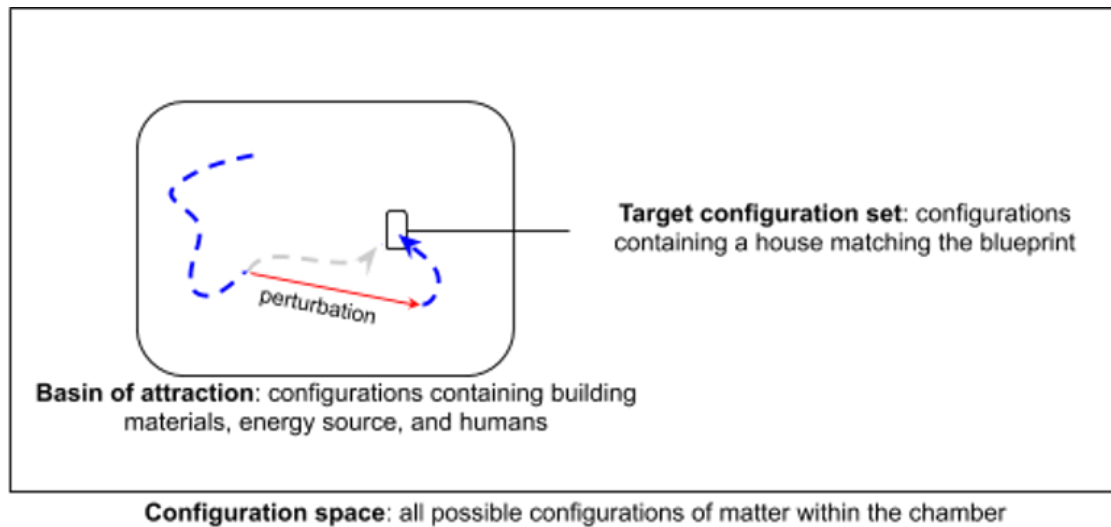 Target configuration set: configurations
containing a house matching the blueprint
perturbation
Basin of attraction: configurations containing building
materials, energy source, and humans
Configuration space: all possible configurations of matter within the chamber